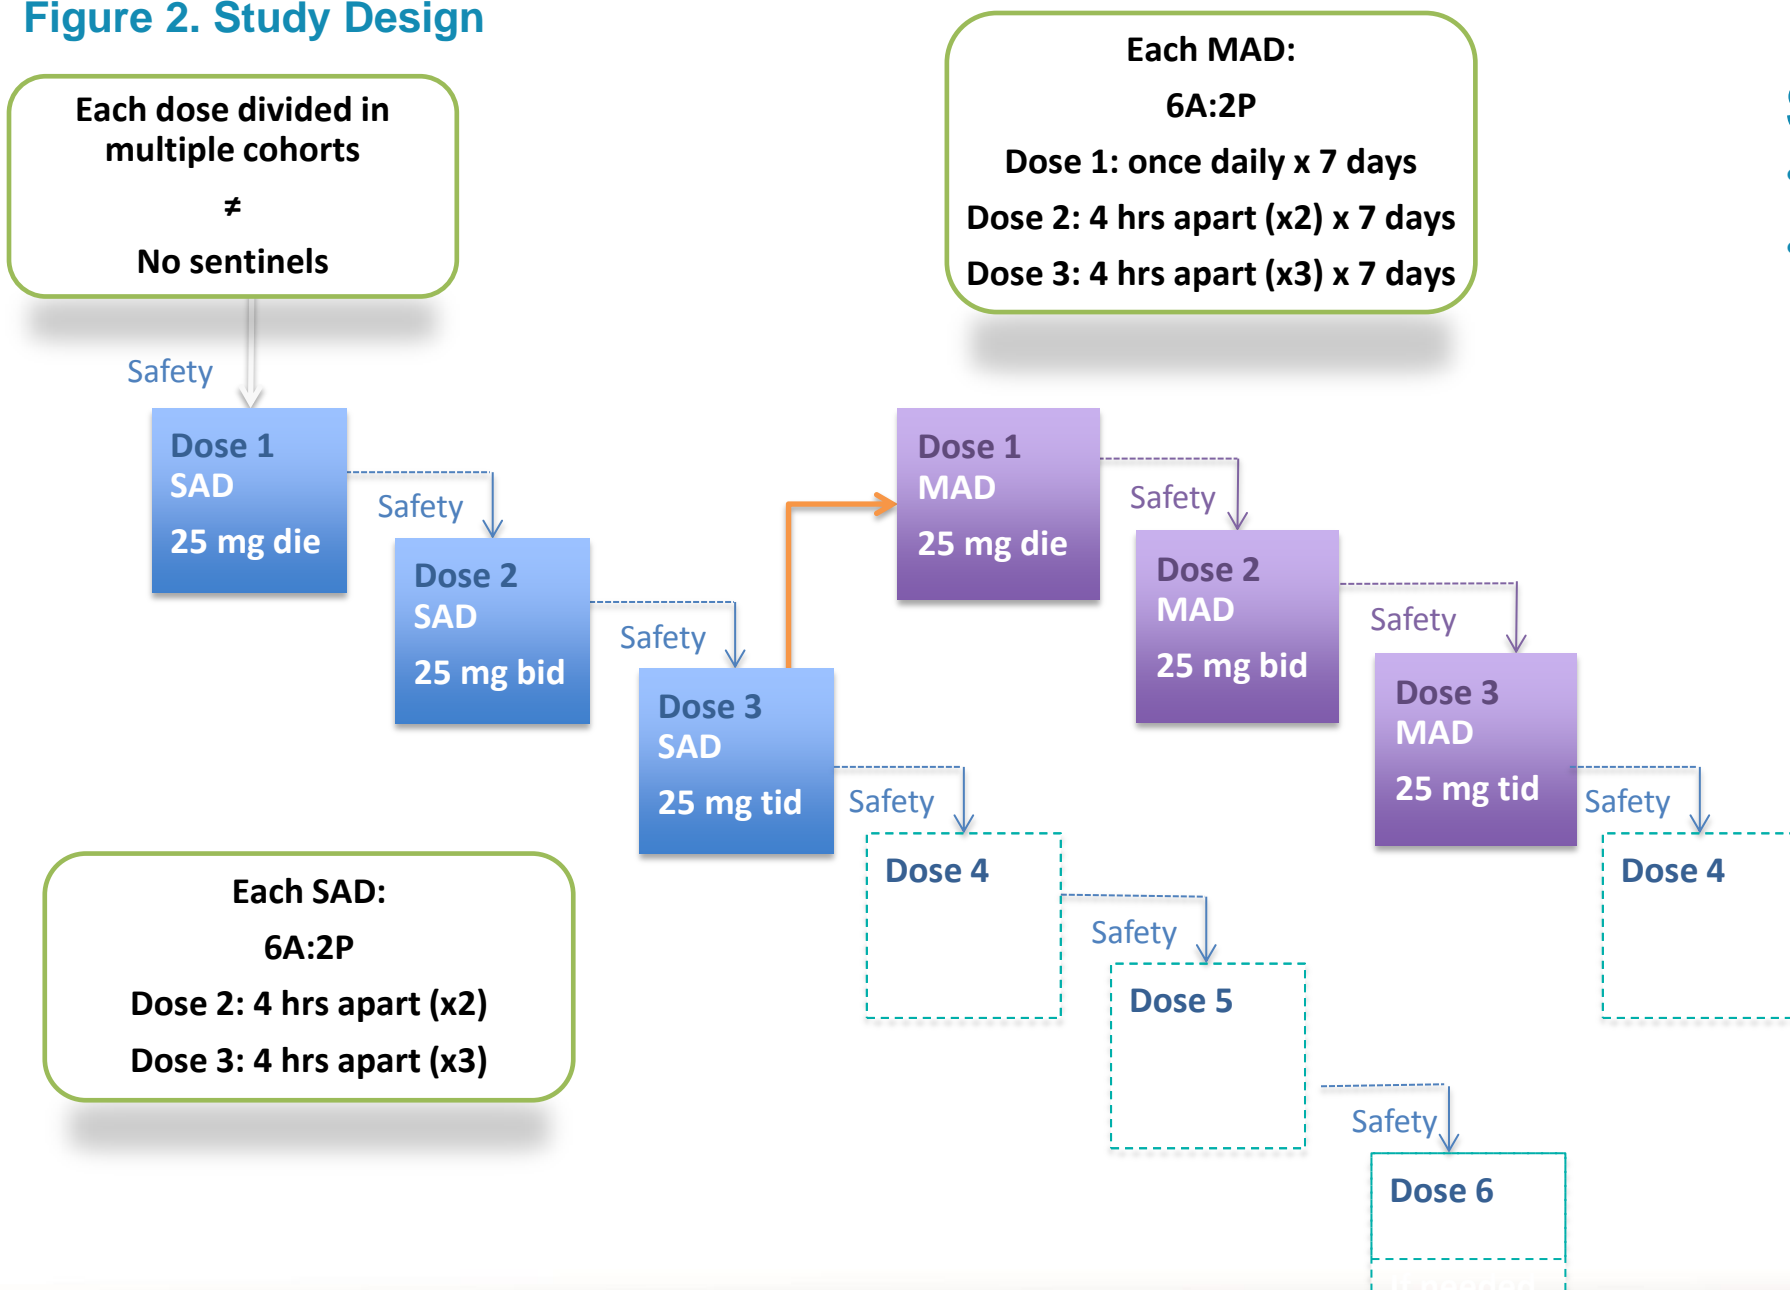 Figure 2. Study Design
Each dose divided in
multiple cohorts
≠
No sentinels
Each MAD:
6A:2P
Dose 1: once daily x 7 days
Dose 2: 4 hrs apart (x2) x 7 days
Dose 3: 4 hrs apart (x3) x 7 days
Safety
Dose 1
SAD
25 mg die
Safety
Dose 2
SAD
25 mg bid
Safety
Dose 3
SAD
25 mg tid
Safety
Dose 4
Safety
Dose 5
Safety
Dose 6
If needed
Dose 1
MAD
25 mg die
Safety
Dose 2
MAD
25 mg bid
Safety
Dose 3
MAD
25 mg tid
Safety
Dose 4
Each SAD:
6A:2P
Dose 2: 4 hrs apart (x2)
Dose 3: 4 hrs apart (x3)